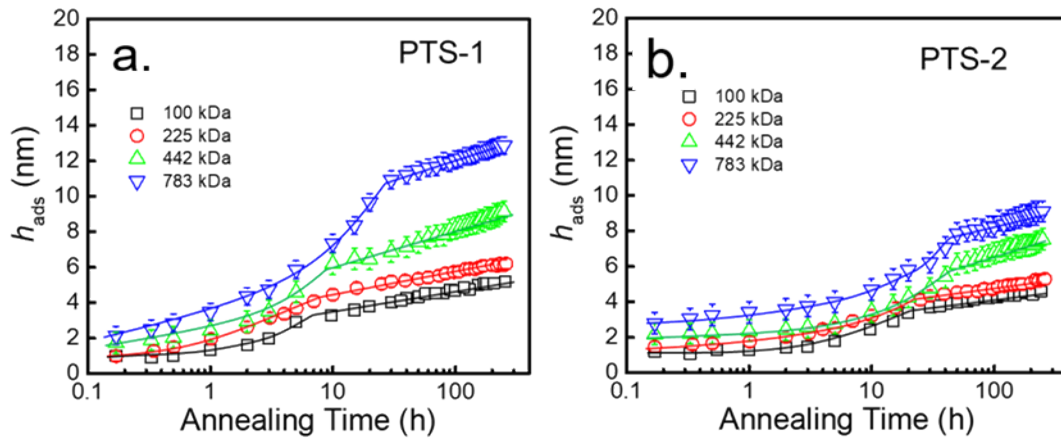 a.
PTS-1
100 kDa
225 kDa
442 kDa
783 kDa
20
18
16
14
12
10
8
6
4
2
0
h_ads (nm)
0.1
1
10
100
Annealing Time (h)
b.
PTS-2
100 kDa
225 kDa
442 kDa
783 kDa
20
18
16
14
12
10
8
6
4
2
0
h_ads (nm)
0.1
1
10
100
Annealing Time (h)